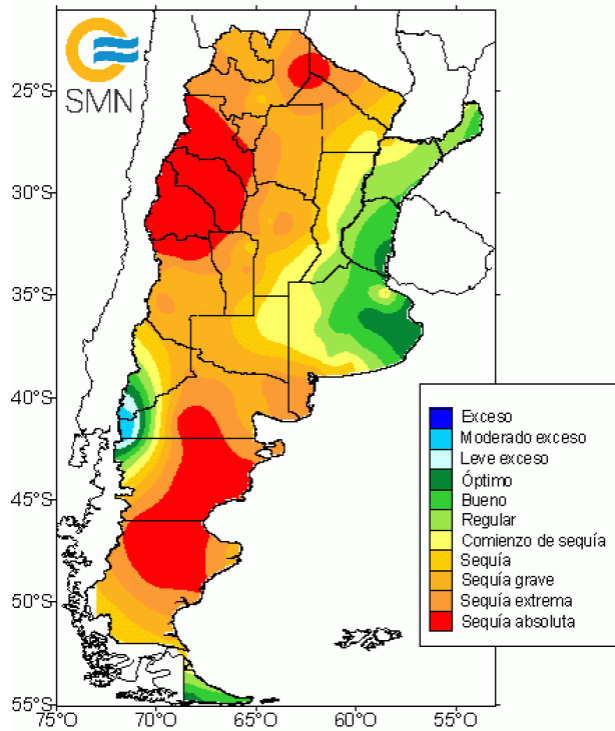 SMN
25°S
30°S
35°S
40°S
45°S
50°S
55°S
75°O
70°O
65°O
60°O
55°O
Exceso
Moderado exceso
Leve exceso
Óptimo
Bueno
Regular
Comienzo de sequía
Sequía
Sequía grave
Sequía extrema
Sequía absoluta